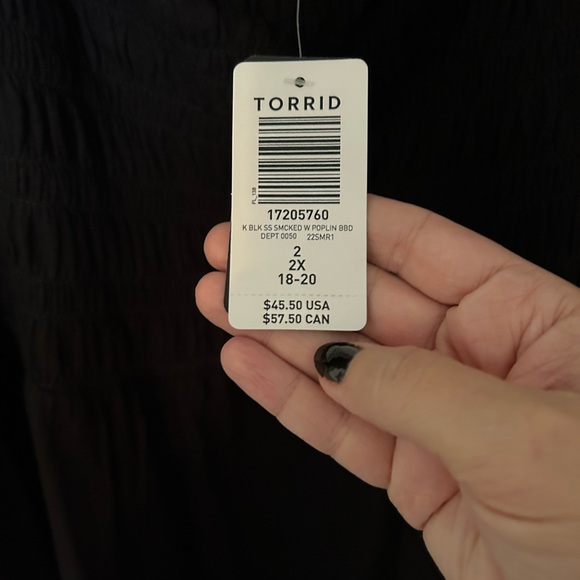 TORRID
FL_138
17205760
K BLK SS SMCKED W POPLIN BBD
DEPT 0050 22SMR1
2
2X
18-20
$45.50 USA
$57.50 CAN